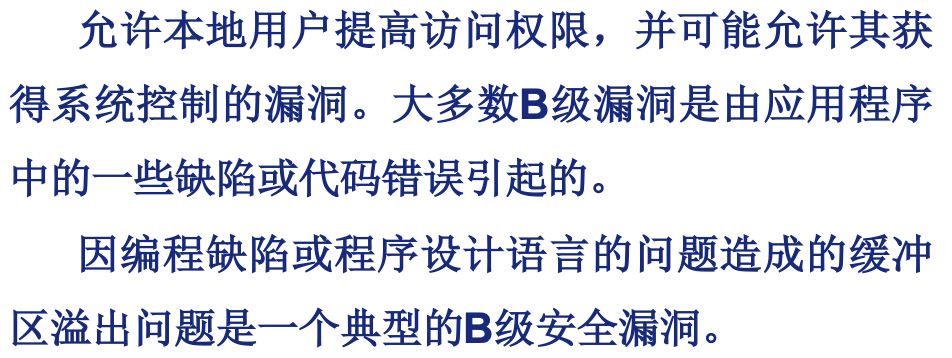 允许本地用户提高访问权限，并可能允许其获
得系统控制的漏洞。大多数B级漏洞是由应用程序
中的一些缺陷或代码错误引起的。
因编程缺陷或程序设计语言的问题造成的缓冲
区溢出问题是一个典型的B级安全漏洞。